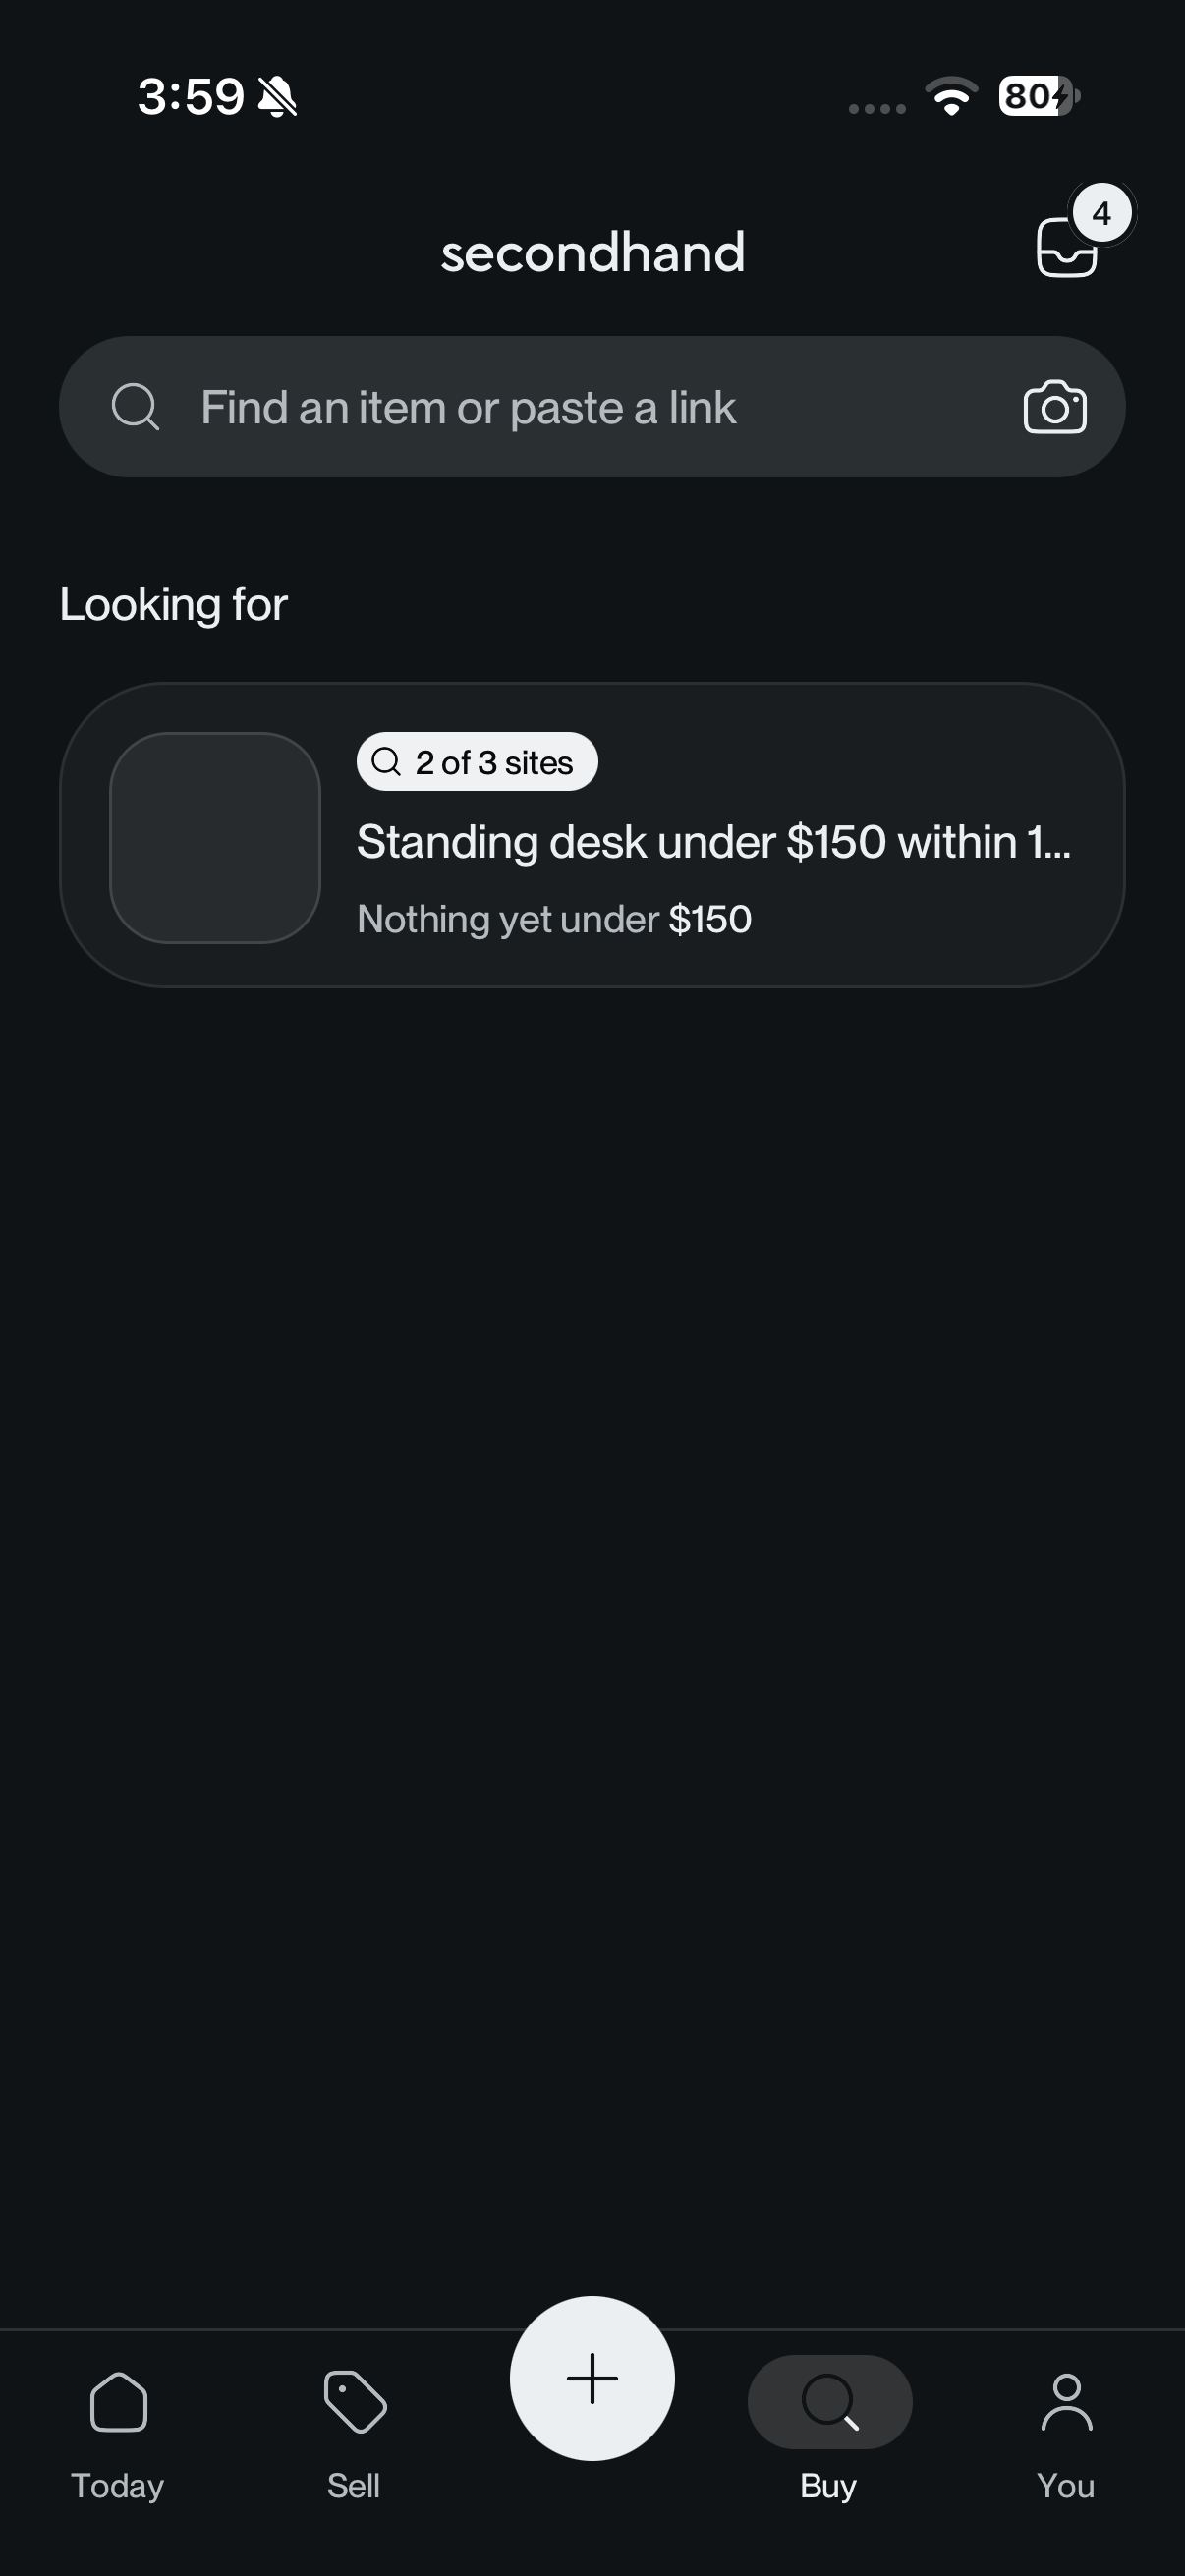 3:59
80
4
secondhand
Find an item or paste a link
Looking for
2 of 3 sites
Standing desk under $150 within 1...
Nothing yet under $150
Today
Sell
Buy
You